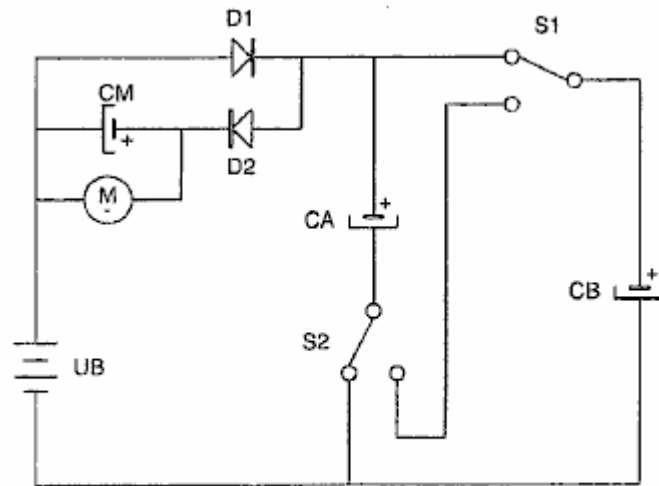 D1
S1
CM
+
D2
M
-
+
CA
+
CB
S2
UB